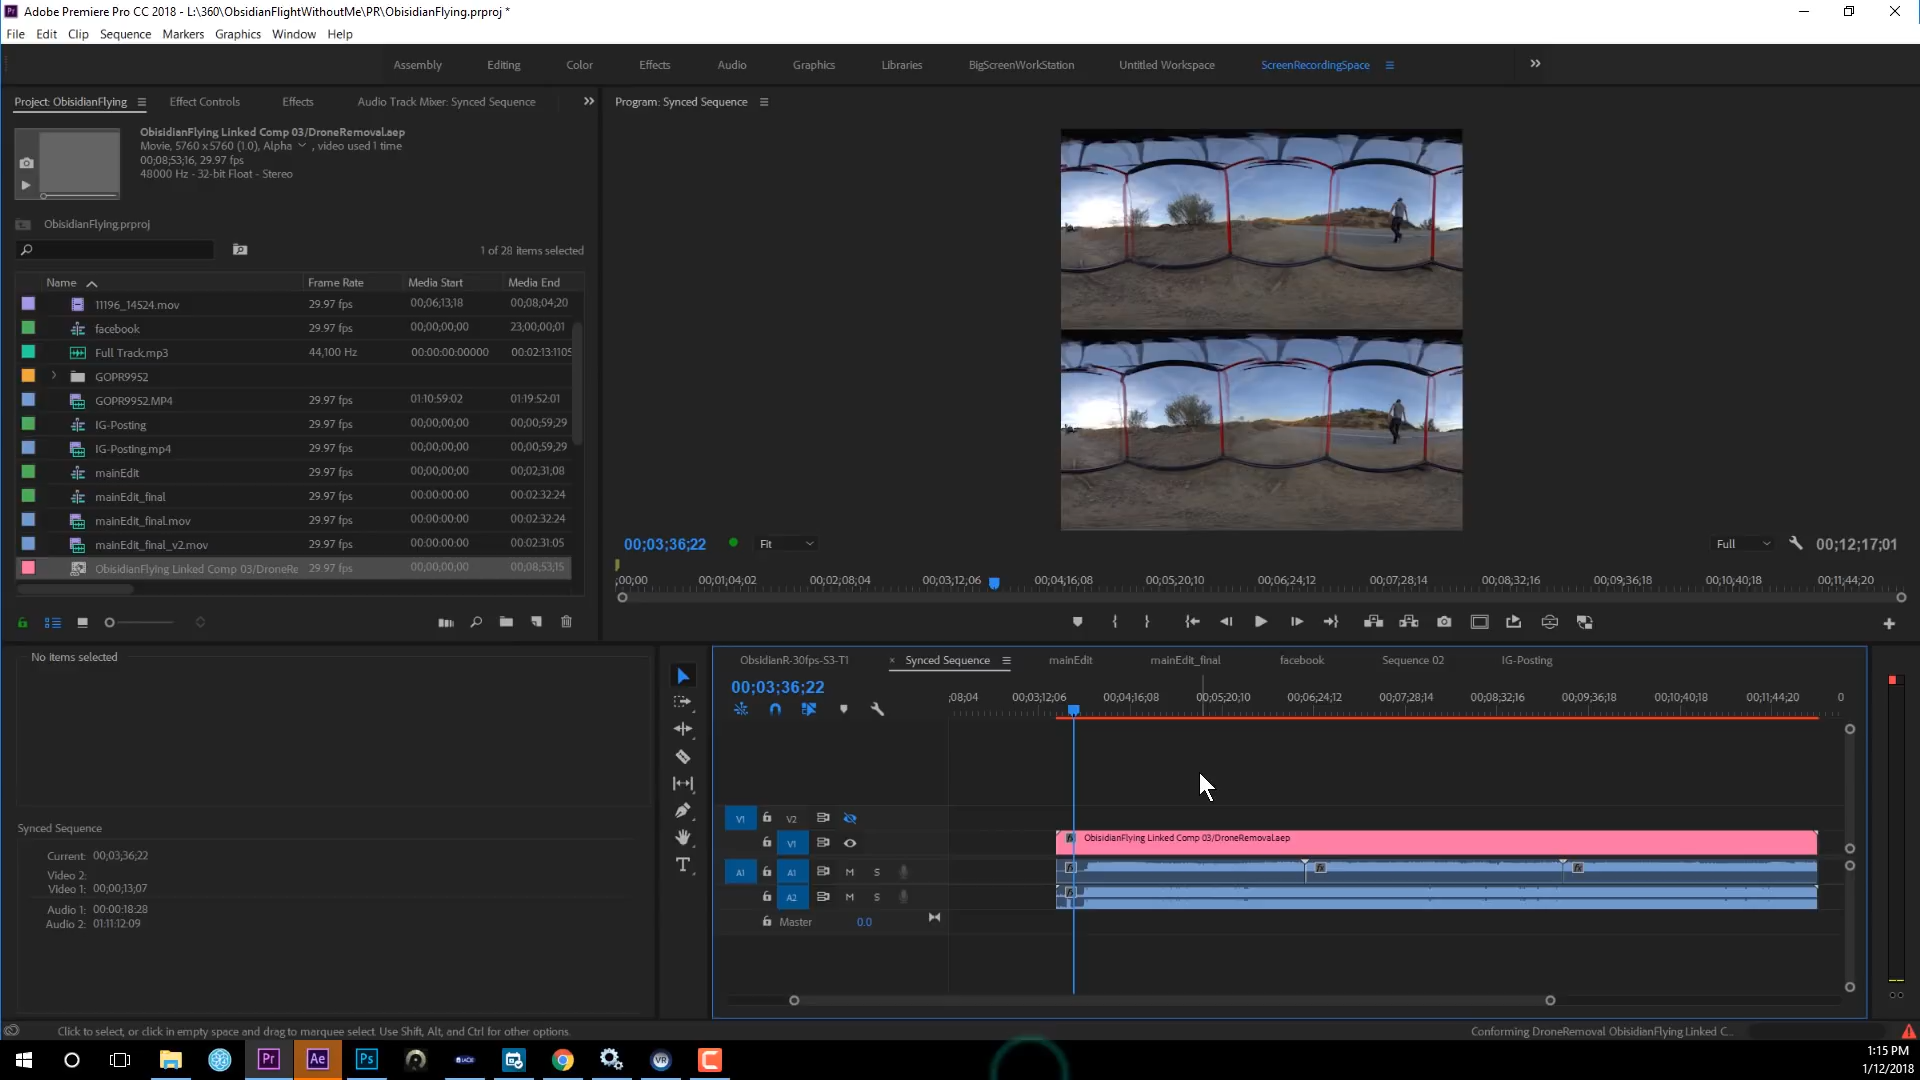 Adobe Premiere Pro CC 2018 - L:\360\ObsidianFlightWithoutMe\PR\ObisidianFlying.prproj *
File Edit Clip Sequence Markers Graphics Window Help
Assembly Editing Color Effects Audio Graphics Libraries BigScreenWorkStation Untitled Workspace ScreenRecordingSpace
Project: ObisidianFlying Effect Controls Effects Audio Track Mixer: Synced Sequence
Program: Synced Sequence
ObisidianFlying Linked Comp 03/DroneRemoval.aep
Movie, 5760 x 5760 (1.0), Alpha , video used 1 time
00;08;53;16, 29.97 fps
48000 Hz - 32-bit Float - Stereo
ObisidianFlying.prproj
1 of 28 items selected
Name Frame Rate Media Start Media End
11196_14524.mov 29.97 fps 00;06;13;18 00;08;04;20
facebook 29.97 fps 00;00;00;00 23;00;00;01
Full Track.mp3 44,100 Hz 00:00:00:00000 00:02:13:1105
GOPR9952
GOPR9952.MP4 29.97 fps 01:10:59:02 01:19:52:01
IG-Posting 29.97 fps 00;00;00;00 00;00;59;29
IG-Posting.mp4 29.97 fps 00;00;00;00 00;00;59;29
mainEdit 29.97 fps 00;00;00;00 00;02;31;08
mainEdit_final 29.97 fps 00:00:00:00 00:02:32:24
mainEdit_final.mov 29.97 fps 00:00:00:00 00:02:32:24
mainEdit_final_v2.mov 29.97 fps 00:00:00:00 00:02:31:05
ObisidianFlying Linked Comp 03/DroneRe 29.97 fps 00;00;00;00 00;08;53;15
00;03;36;22 Fit Full 00;12;17;01
;00;00 00;01;04;02 00;02;08;04 00;03;12;06 00;04;16;08 00;05;20;10 00;06;24;12 00;07;28;14 00;08;32;16 00;09;36;18 00;10;40;18 00;11;44;20
No items selected
ObsidianR-30fps-S3-T1 Synced Sequence mainEdit mainEdit_final facebook Sequence 02 IG-Posting
00;03;36;22
;08;04 00;03;12;06 00;04;16;08 00;05;20;10 00;06;24;12 00;07;28;14 00;08;32;16 00;09;36;18 00;10;40;18 00;11;44;20 0
V1 V2
V1 ObisidianFlying Linked Comp 03/DroneRemoval.aep
A1 A1 M S
A2 M S
Master 0.0
Synced Sequence
Current: 00;03;36;22
Video 2:
Video 1: 00;00;13;07
Audio 1: 00:00:18:28
Audio 2: 01:11:12:09
Click to select, or click in empty space and drag to marquee select. Use Shift, Alt, and Ctrl for other options.
Conforming DroneRemoval ObisidianFlying Linked C...
Pr Ae Ps VR
1:15 PM
1/12/2018